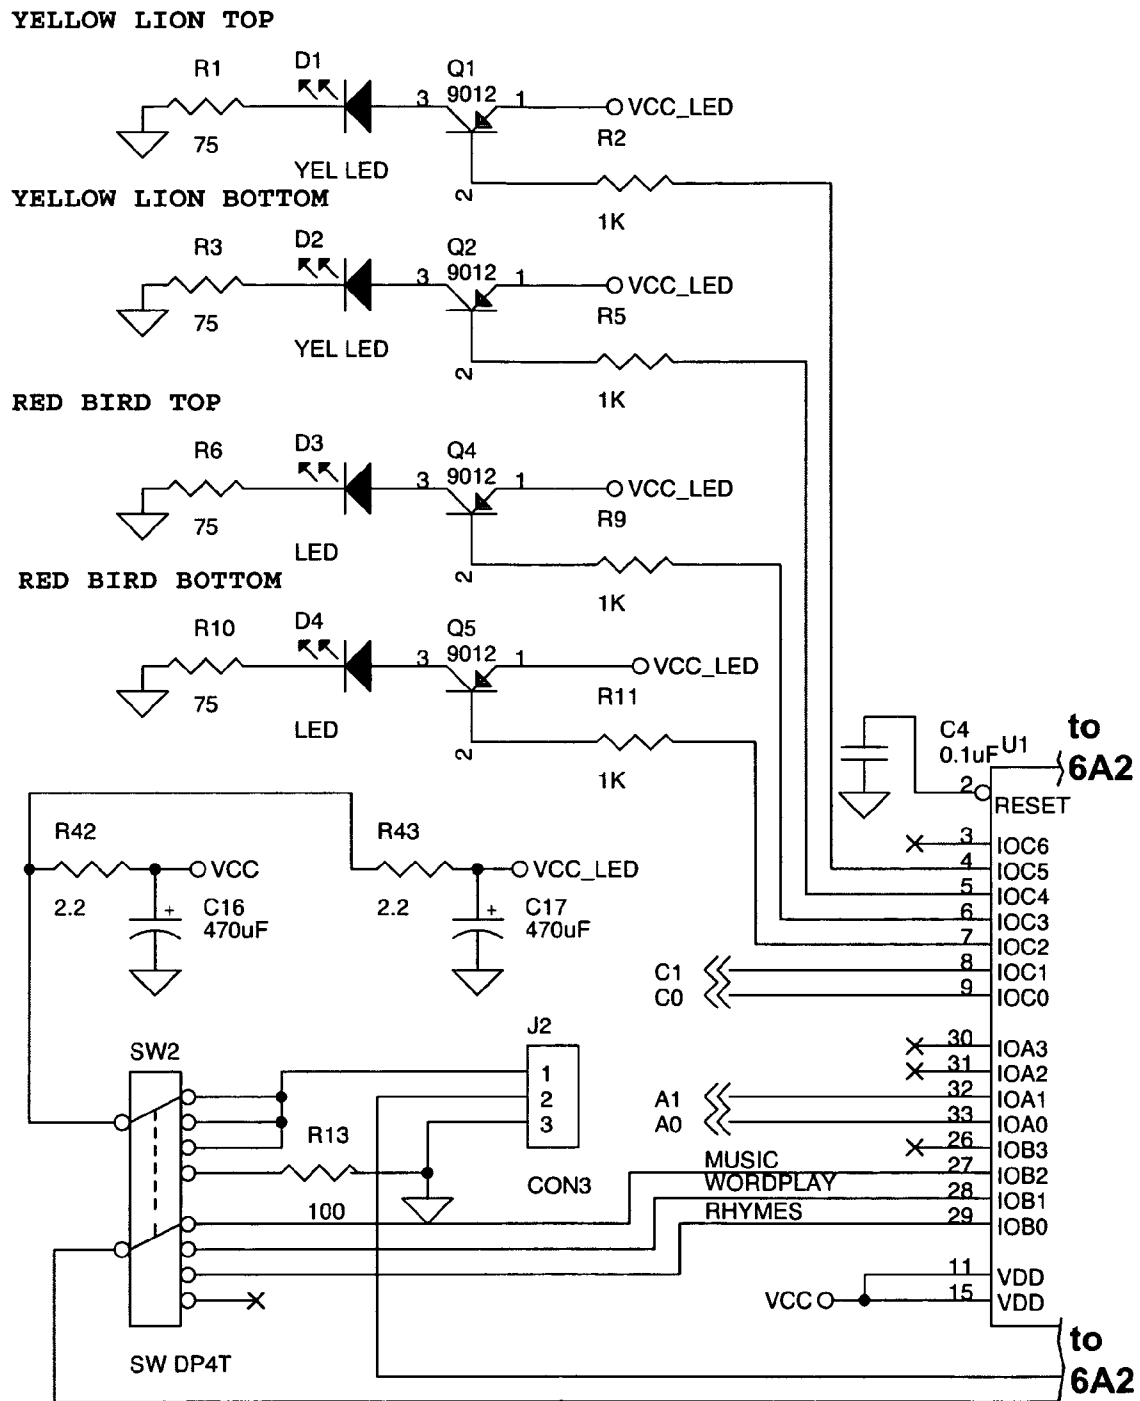 YELLOW LION TOP
R1
D1
Q1
9012
3
1
VCC_LED
75
YEL LED
R2
2
1K
YELLOW LION BOTTOM
R3
D2
Q2
9012
3
1
VCC_LED
75
YEL LED
R5
2
1K
RED BIRD TOP
R6
D3
Q4
9012
3
1
VCC_LED
75
LED
R9
2
1K
RED BIRD BOTTOM
R10
D4
Q5
9012
3
1
VCC_LED
75
LED
R11
2
1K
C4
0.1uF
U1
to
6A2
2
RESET
3 IOC6
4 IOC5
5 IOC4
6 IOC3
7 IOC2
C1 8 IOC1
C0 9 IOC0
30 IOA3
31 IOA2
A1 32 IOA1
A0 33 IOA0
26 IOB3
MUSIC 27 IOB2
WORDPLAY 28 IOB1
RHYMES 29 IOB0
11 VDD
VCC 15 VDD
R42
VCC
2.2
+
C16
470uF
R43
VCC_LED
2.2
+
C17
470uF
SW2
J2
1
2
3
R13
100
CON3
SW DP4T
to
6A2